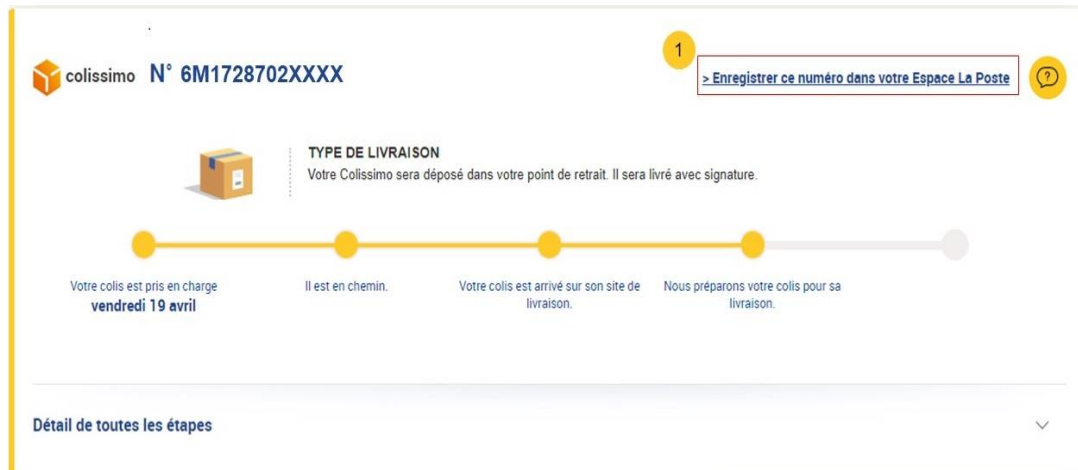 1
colissimo N° 6M1728702XXXX
> Enregistrer ce numéro dans votre Espace La Poste
?
TYPE DE LIVRAISON
Votre Colissimo sera déposé dans votre point de retrait. Il sera livré avec signature.
Votre colis est pris en charge
vendredi 19 avril
Il est en chemin.
Votre colis est arrivé sur son site de
livraison.
Nous préparons votre colis pour sa
livraison.
Détail de toutes les étapes